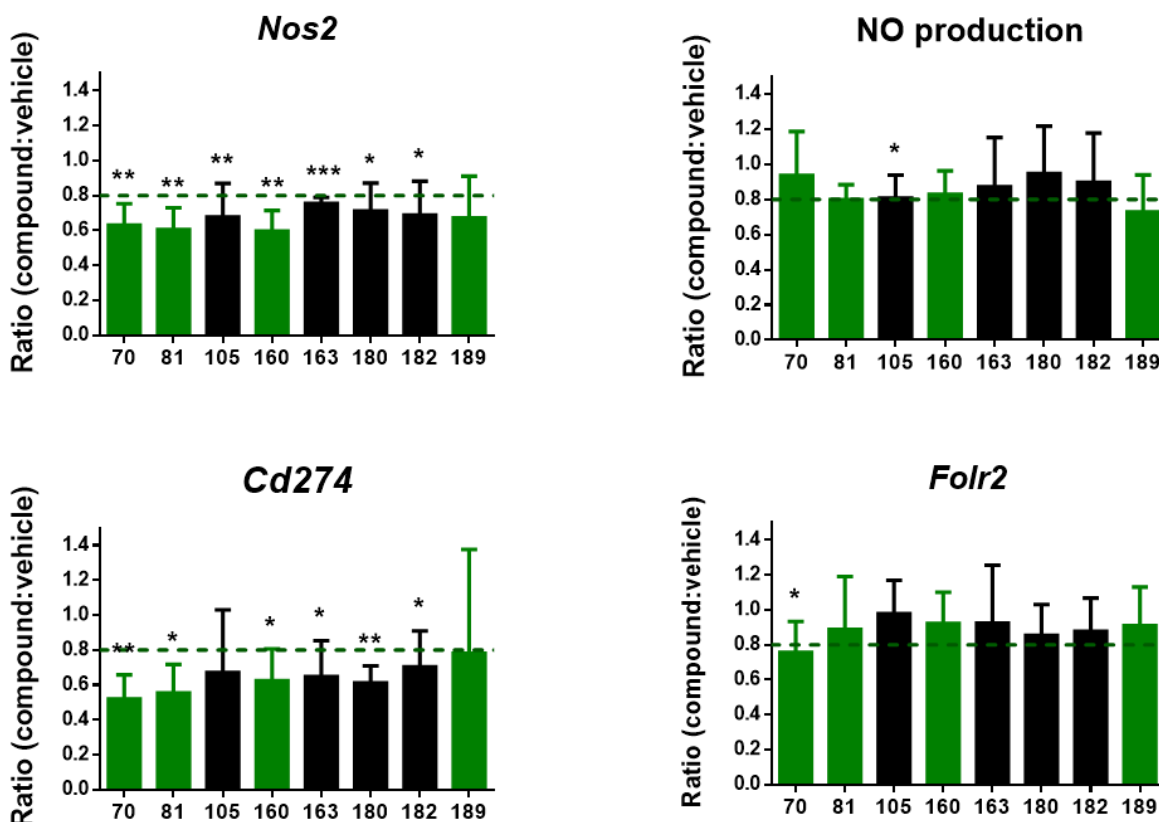 Nos2
Ratio (compound:vehicle)
1.4
1.2
1.0
0.8
0.6
0.4
0.2
0.0
** ** ** ** *** * *
70 81 105 160 163 180 182 189
NO production
Ratio (compound:vehicle)
1.4
1.2
1.0
0.8
0.6
0.4
0.2
0.0
*
70 81 105 160 163 180 182 189
Cd274
Ratio (compound:vehicle)
1.4
1.2
1.0
0.8
0.6
0.4
0.2
0.0
** * * * ** *
70 81 105 160 163 180 182 189
Folr2
Ratio (compound:vehicle)
1.4
1.2
1.0
0.8
0.6
0.4
0.2
0.0
*
70 81 105 160 163 180 182 189